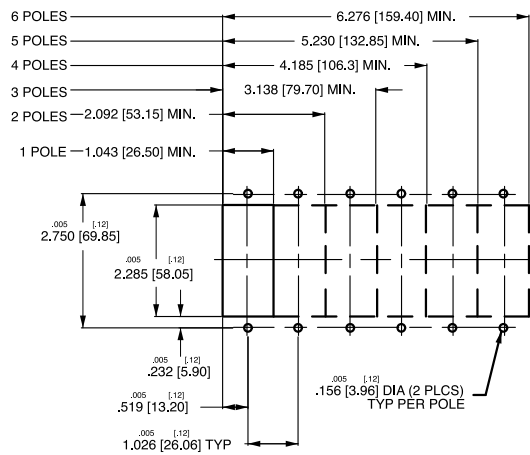 6 POLES 6.276 [159.40] MIN.
5 POLES 5.230 [132.85] MIN.
4 POLES 4.185 [106.3] MIN.
3 POLES 3.138 [79.70] MIN.
2 POLES 2.092 [53.15] MIN.
1 POLE 1.043 [26.50] MIN.
.005 [.12]
2.750 [69.85]
.005 [.12]
2.285 [58.05]
.005 [.12]
.232 [5.90]
.005 [.12]
.156 [3.96] DIA (2 PLCS)
TYP PER POLE
.519 [13.20]
.005 [.12]
1.026 [26.06] TYP